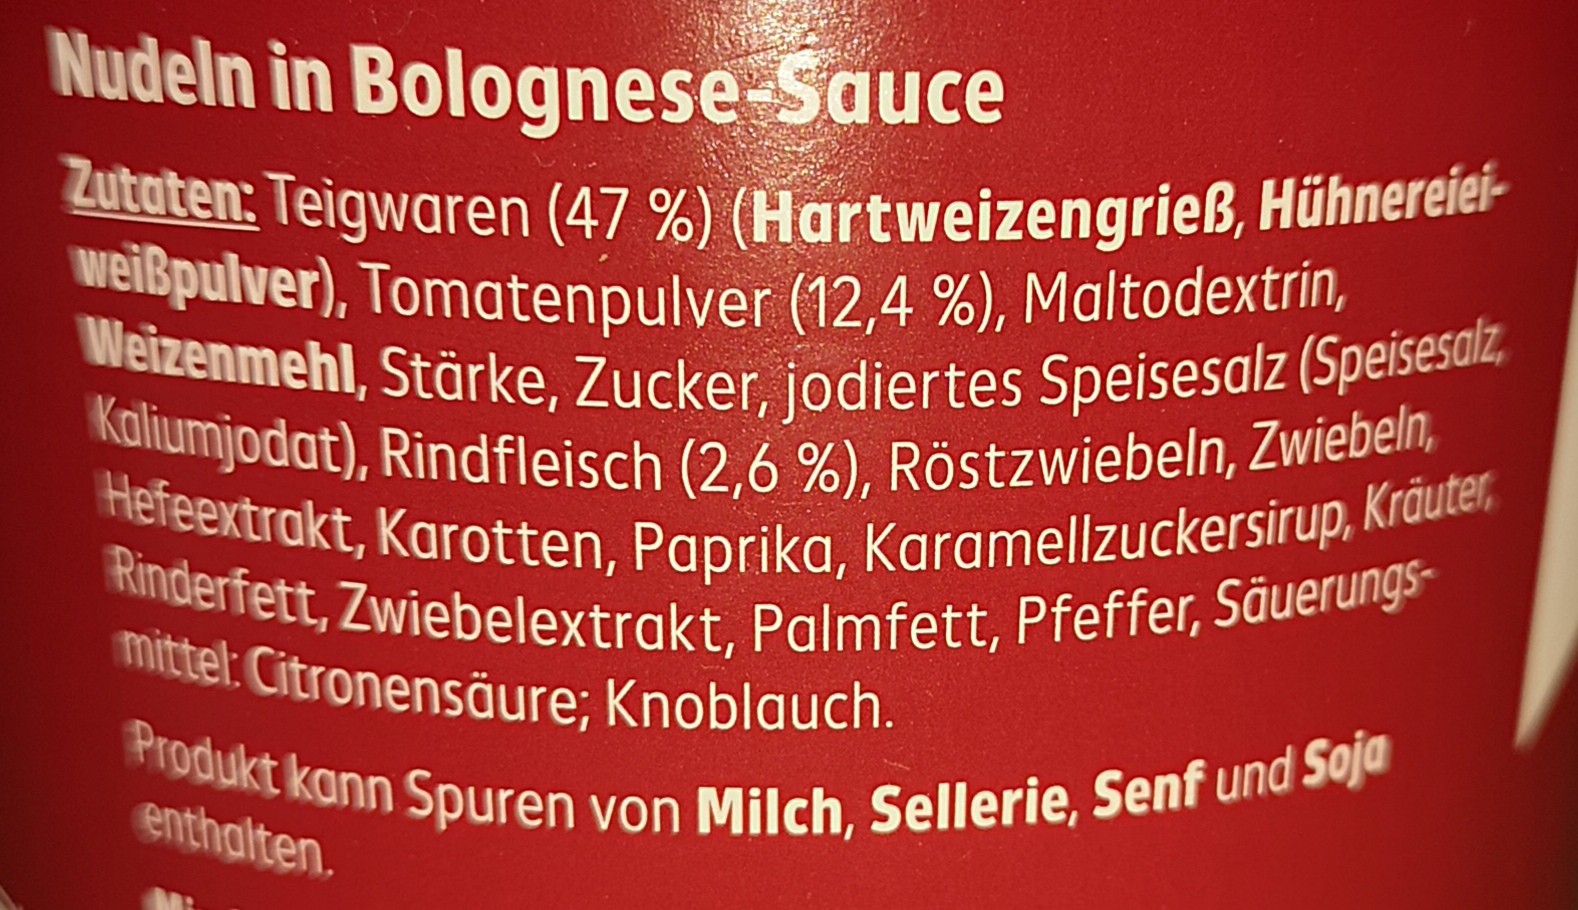 Nudeln in Bolognese-Sauce
Zutaten: Teigwaren (47 %) (Hartweizengrieß, Hühnereiei-
weißpulver), Tomatenpulver (12,4 %), Maltodextrin,
Weizenmehl, Stärke, Zucker, jodiertes Speisesalz (Speisesalz,
Kaliumjodat), Rindfleisch (2,6 %), Röstzwiebeln, Zwiebeln,
Hefeextrakt, Karotten, Paprika, Karamellzuckersirup, Kräuter,
Rinderfett, Zwiebelextrakt, Palmfett, Pfeffer, Säuerungs-
mittel: Citronensäure; Knoblauch.
Produkt kann Spuren von Milch, Sellerie, Senf und Soja
enthalten.